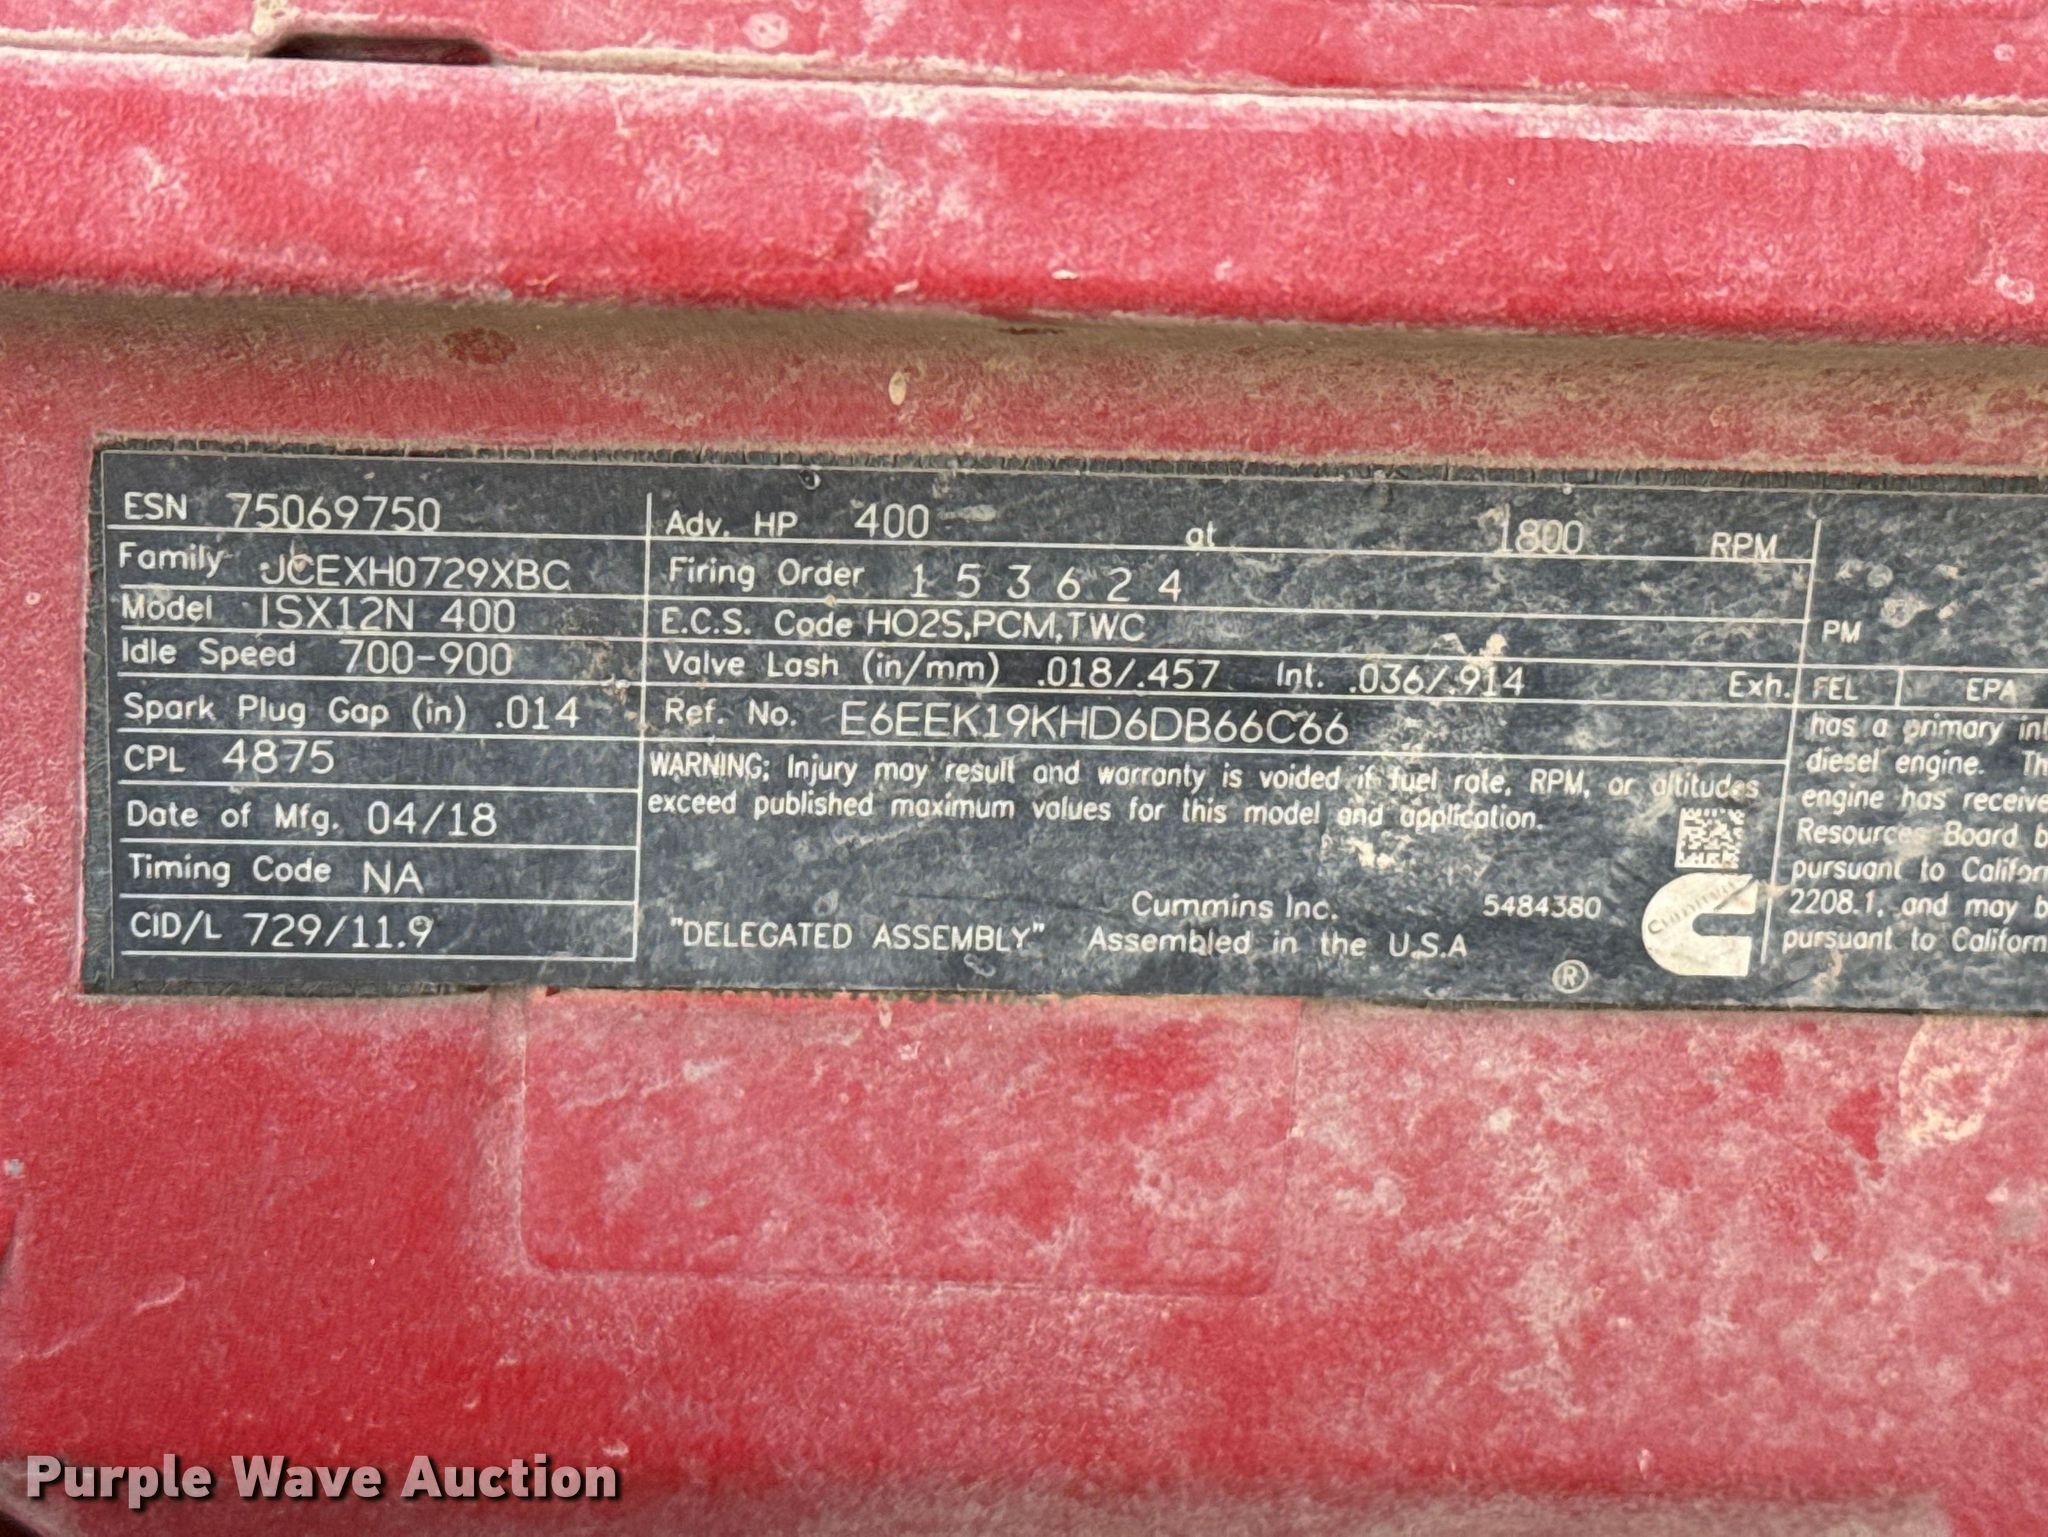 ESN 75069750
Family JCEXH0729XBC
Model ISX12N 400
Idle Speed 700-900
Spark Plug Gap (in) .014
CPL 4875
Date of Mfg. 04/18
Timing Code NA
CID/L 729/11.9
Adv. HP 400 at 1800 RPM
Firing Order 1 5 3 6 2 4
E.C.S. Code HO2S,PCM,TWC
Valve Lash (in/mm) .018/.457 Int. .036/.914 Exh.
Ref. No. E6EEK19KHD6DB66C66
WARNING: Injury may result and warranty is voided if fuel rate, RPM, or altitudes
exceed published maximum values for this model and application.
Cummins Inc. 5484380
"DELEGATED ASSEMBLY" Assembled in the U.S.A
®
Cummins
PM
FEL EPA
has a primary int
diesel engine. Th
engine has receive
Resources Board b
pursuant to Californ
2208.1, and may b
pursuant to Californ
Purple Wave Auction